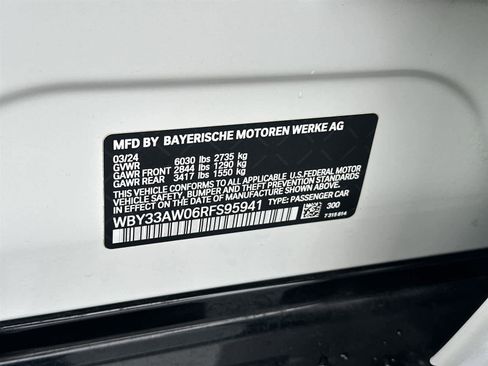 MFD BY BAYERISCHE MOTOREN WERKE AG
03/24
GVWR 6030 lbs 2735 kg
GAWR FRONT 2844 lbs 1290 kg
GAWR REAR 3417 lbs 1550 kg
THIS VEHICLE CONFORMS TO ALL APPLICABLE U.S.FEDERAL MOTOR
VEHICLE SAFETY, BUMPER, AND THEFT PREVENTION STANDARDS IN
EFFECT ON THE DATE OF MANUFACTURE SHOWN ABOVE.
WBY33AW06RFS95941 TYPE: PASSENGER CAR
300
7 315 614